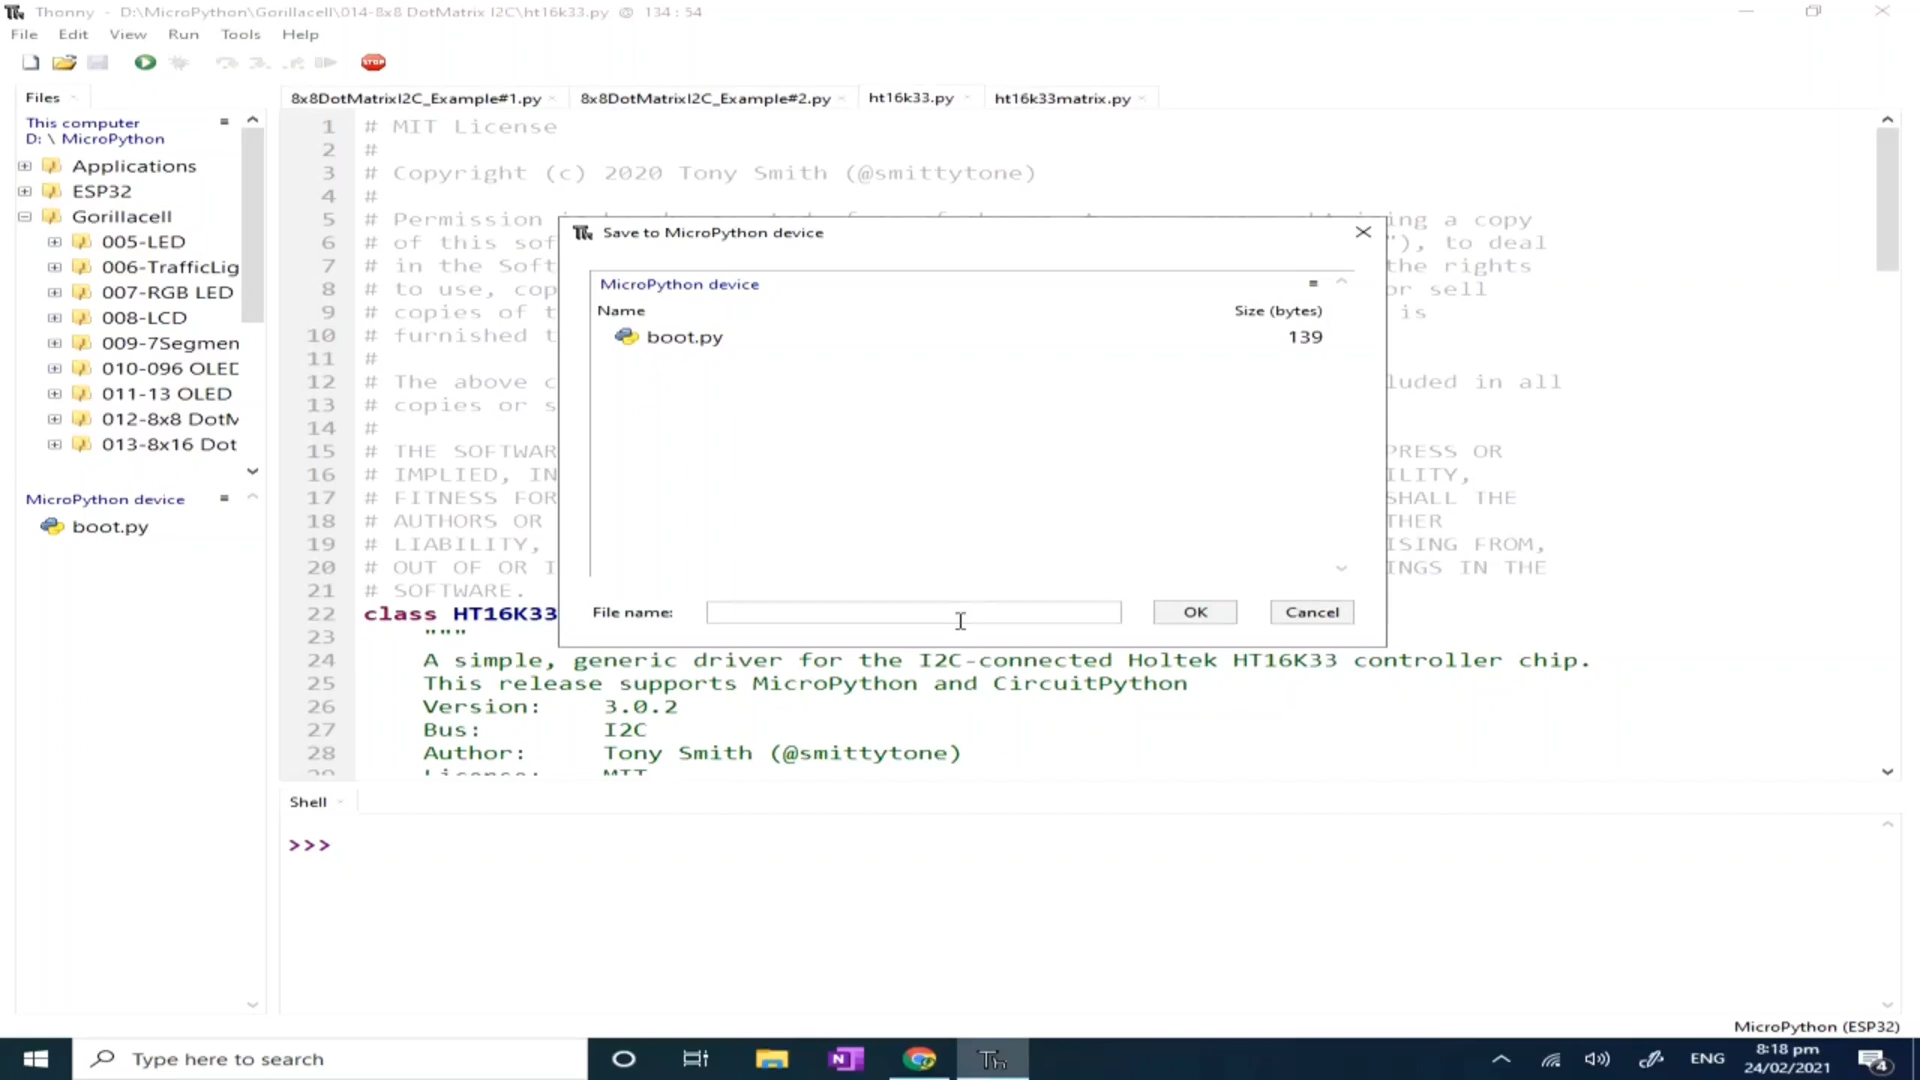 Thonny - D:\MicroPython\Gorillacell\014-8x8 DotMatrix I2C\ht16k33.py @ 134 : 54
File Edit View Run Tools Help
STOP
Files
8x8DotMatrixI2C_Example#1.py
8x8DotMatrixI2C_Example#2.py
ht16k33.py
ht16k33matrix.py
This computer
D: \ MicroPython
Applications
ESP32
Gorillacell
005-LED
006-TrafficLig
007-RGB LED
008-LCD
009-7Segmen
010-096 OLED
011-13 OLED
012-8x8 DotM
013-8x16 Dot
MicroPython device
boot.py
1 # MIT License
2 #
3 # Copyright (c) 2020 Tony Smith (@smittytone)
4 #
5 # Permission ing a copy
6 # of this sof "), to deal
7 # in the Soft the rights
8 # to use, cop or sell
9 # copies of t is
10 # furnished t
11 #
12 # The above c luded in all
13 # copies or s
14 #
15 # THE SOFTWAR PRESS OR
16 # IMPLIED, IN ILITY,
17 # FITNESS FOR SHALL THE
18 # AUTHORS OR THER
19 # LIABILITY, ISING FROM,
20 # OUT OF OR I INGS IN THE
21 # SOFTWARE.
22 class HT16K33
23 """
24 A simple, generic driver for the I2C-connected Holtek HT16K33 controller chip.
25 This release supports MicroPython and CircuitPython
26 Version: 3.0.2
27 Bus: I2C
28 Author: Tony Smith (@smittytone)
29 License: MIT
Save to MicroPython device
MicroPython device
Name Size (bytes)
boot.py 139
File name: OK Cancel
Shell
>>>
MicroPython (ESP32)
Type here to search
ENG
8:18 pm
24/02/2021
4